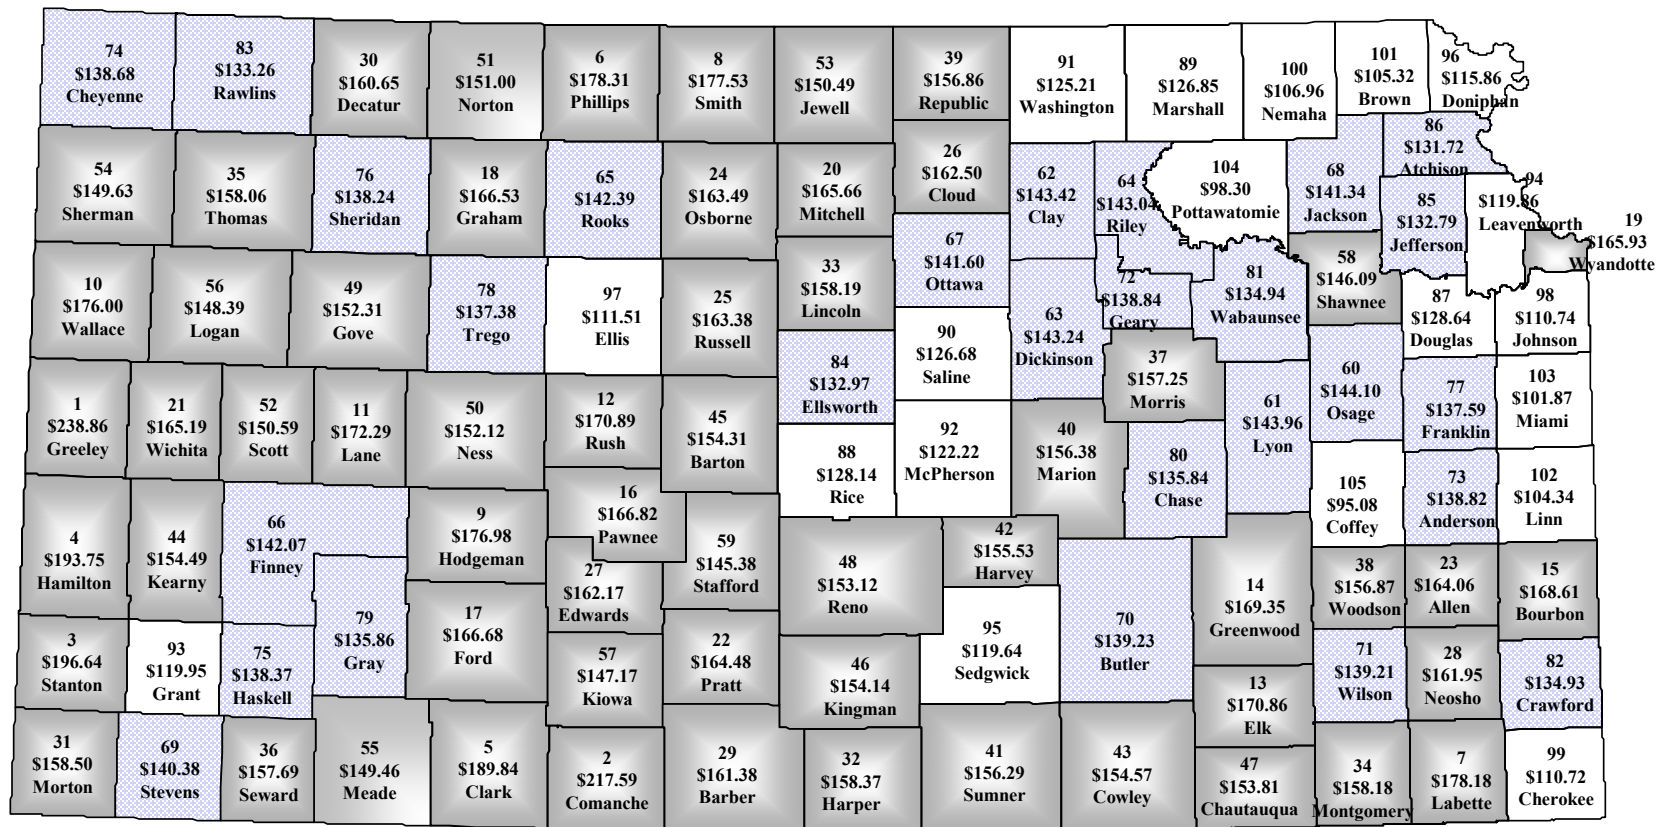 74
$138.68
Cheyenne
83
$133.26
Rawlins
30
$160.65
Decatur
51
$151.00
Norton
6
$178.31
Phillips
8
$177.53
Smith
53
$150.49
Jewell
39
$156.86
Republic
91
$125.21
Washington
89
$126.85
Marshall
100
$106.96
Nemaha
101
$105.32
Brown
96
$115.86
Doniphan
54
$149.63
Sherman
35
$158.06
Thomas
76
$138.24
Sheridan
18
$166.53
Graham
65
$142.39
Rooks
24
$163.49
Osborne
20
$165.66
Mitchell
26
$162.50
Cloud
62
$143.42
Clay
64
$143.04
Riley
104
$98.30
Pottawatomie
68
$141.34
Jackson
86
$131.72
Atchison
85
$132.79
Jefferson
94
$119.86
Leavenworth
19
$165.93
Wyandotte
10
$176.00
Wallace
56
$148.39
Logan
49
$152.31
Gove
78
$137.38
Trego
97
$111.51
Ellis
25
$163.38
Russell
33
$158.19
Lincoln
67
$141.60
Ottawa
63
$143.24
Dickinson
72
$138.84
Geary
81
$134.94
Wabaunsee
58
$146.09
Shawnee
87
$128.64
Douglas
98
$110.74
Johnson
84
$132.97
Ellsworth
90
$126.68
Saline
37
$157.25
Morris
60
$144.10
Osage
77
$137.59
Franklin
103
$101.87
Miami
1
$238.86
Greeley
21
$165.19
Wichita
52
$150.59
Scott
11
$172.29
Lane
50
$152.12
Ness
12
$170.89
Rush
45
$154.31
Barton
88
$128.14
Rice
92
$122.22
McPherson
40
$156.38
Marion
80
$135.84
Chase
61
$143.96
Lyon
105
$95.08
Coffey
73
$138.82
Anderson
102
$104.34
Linn
4
$193.75
Hamilton
44
$154.49
Kearny
66
$142.07
Finney
9
$176.98
Hodgeman
16
$166.82
Pawnee
59
$145.38
Stafford
48
$153.12
Reno
42
$155.53
Harvey
70
$139.23
Butler
14
$169.35
Greenwood
38
$156.87
Woodson
23
$164.06
Allen
15
$168.61
Bourbon
3
$196.64
Stanton
93
$119.95
Grant
75
$138.37
Haskell
79
$135.86
Gray
17
$166.68
Ford
27
$162.17
Edwards
57
$147.17
Kiowa
22
$164.48
Pratt
46
$154.14
Kingman
95
$119.64
Sedgwick
13
$170.86
Elk
71
$139.21
Wilson
28
$161.95
Neosho
82
$134.93
Crawford
31
$158.50
Morton
69
$140.38
Stevens
36
$157.69
Seward
55
$149.46
Meade
5
$189.84
Clark
2
$217.59
Comanche
29
$161.38
Barber
32
$158.37
Harper
41
$156.29
Sumner
43
$154.57
Cowley
47
$153.81
Chautauqua
34
$158.18
Montgomery
7
$178.18
Labette
99
$110.72
Cherokee